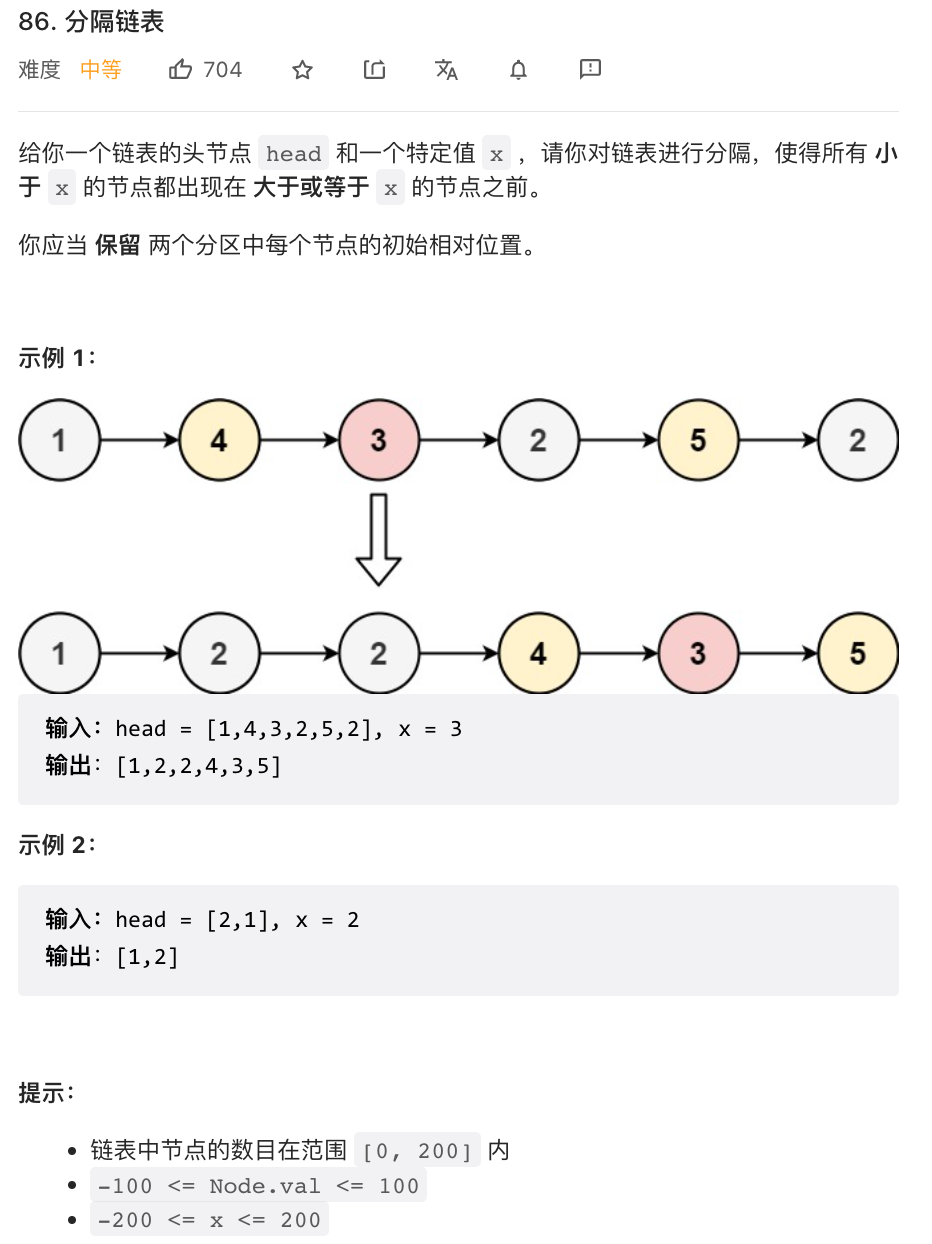 86. 分隔链表
难度 中等 704
给你一个链表的头节点 head 和一个特定值 x ，请你对链表进行分隔，使得所有 小
于 x 的节点都出现在 大于或等于 x 的节点之前。
你应当 保留 两个分区中每个节点的初始相对位置。
示例 1：
1 4 3 2 5 2
1 2 2 4 3 5
输入：head = [1,4,3,2,5,2], x = 3
输出：[1,2,2,4,3,5]
示例 2：
输入：head = [2,1], x = 2
输出：[1,2]
提示：
• 链表中节点的数目在范围 [0, 200] 内
• -100 <= Node.val <= 100
• -200 <= x <= 200